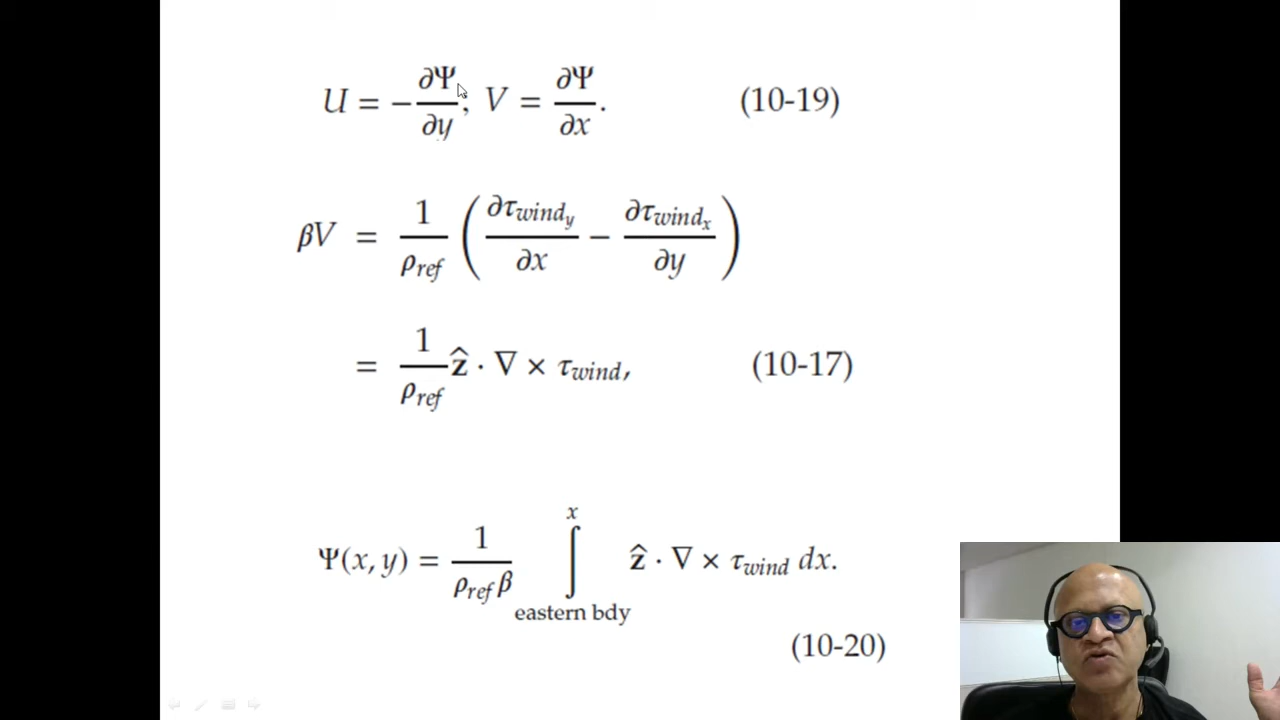 U = −∂Ψ/∂y; V = ∂Ψ/∂x. (10-19)
βV = 1/ρ_ref (∂τ_wind_y/∂x − ∂τ_wind_x/∂y)
= 1/ρ_ref ẑ · ∇ × τ_wind, (10-17)
Ψ(x, y) = 1/(ρ_ref β) ∫_{eastern bdy}^{x} ẑ · ∇ × τ_wind dx.
(10-20)